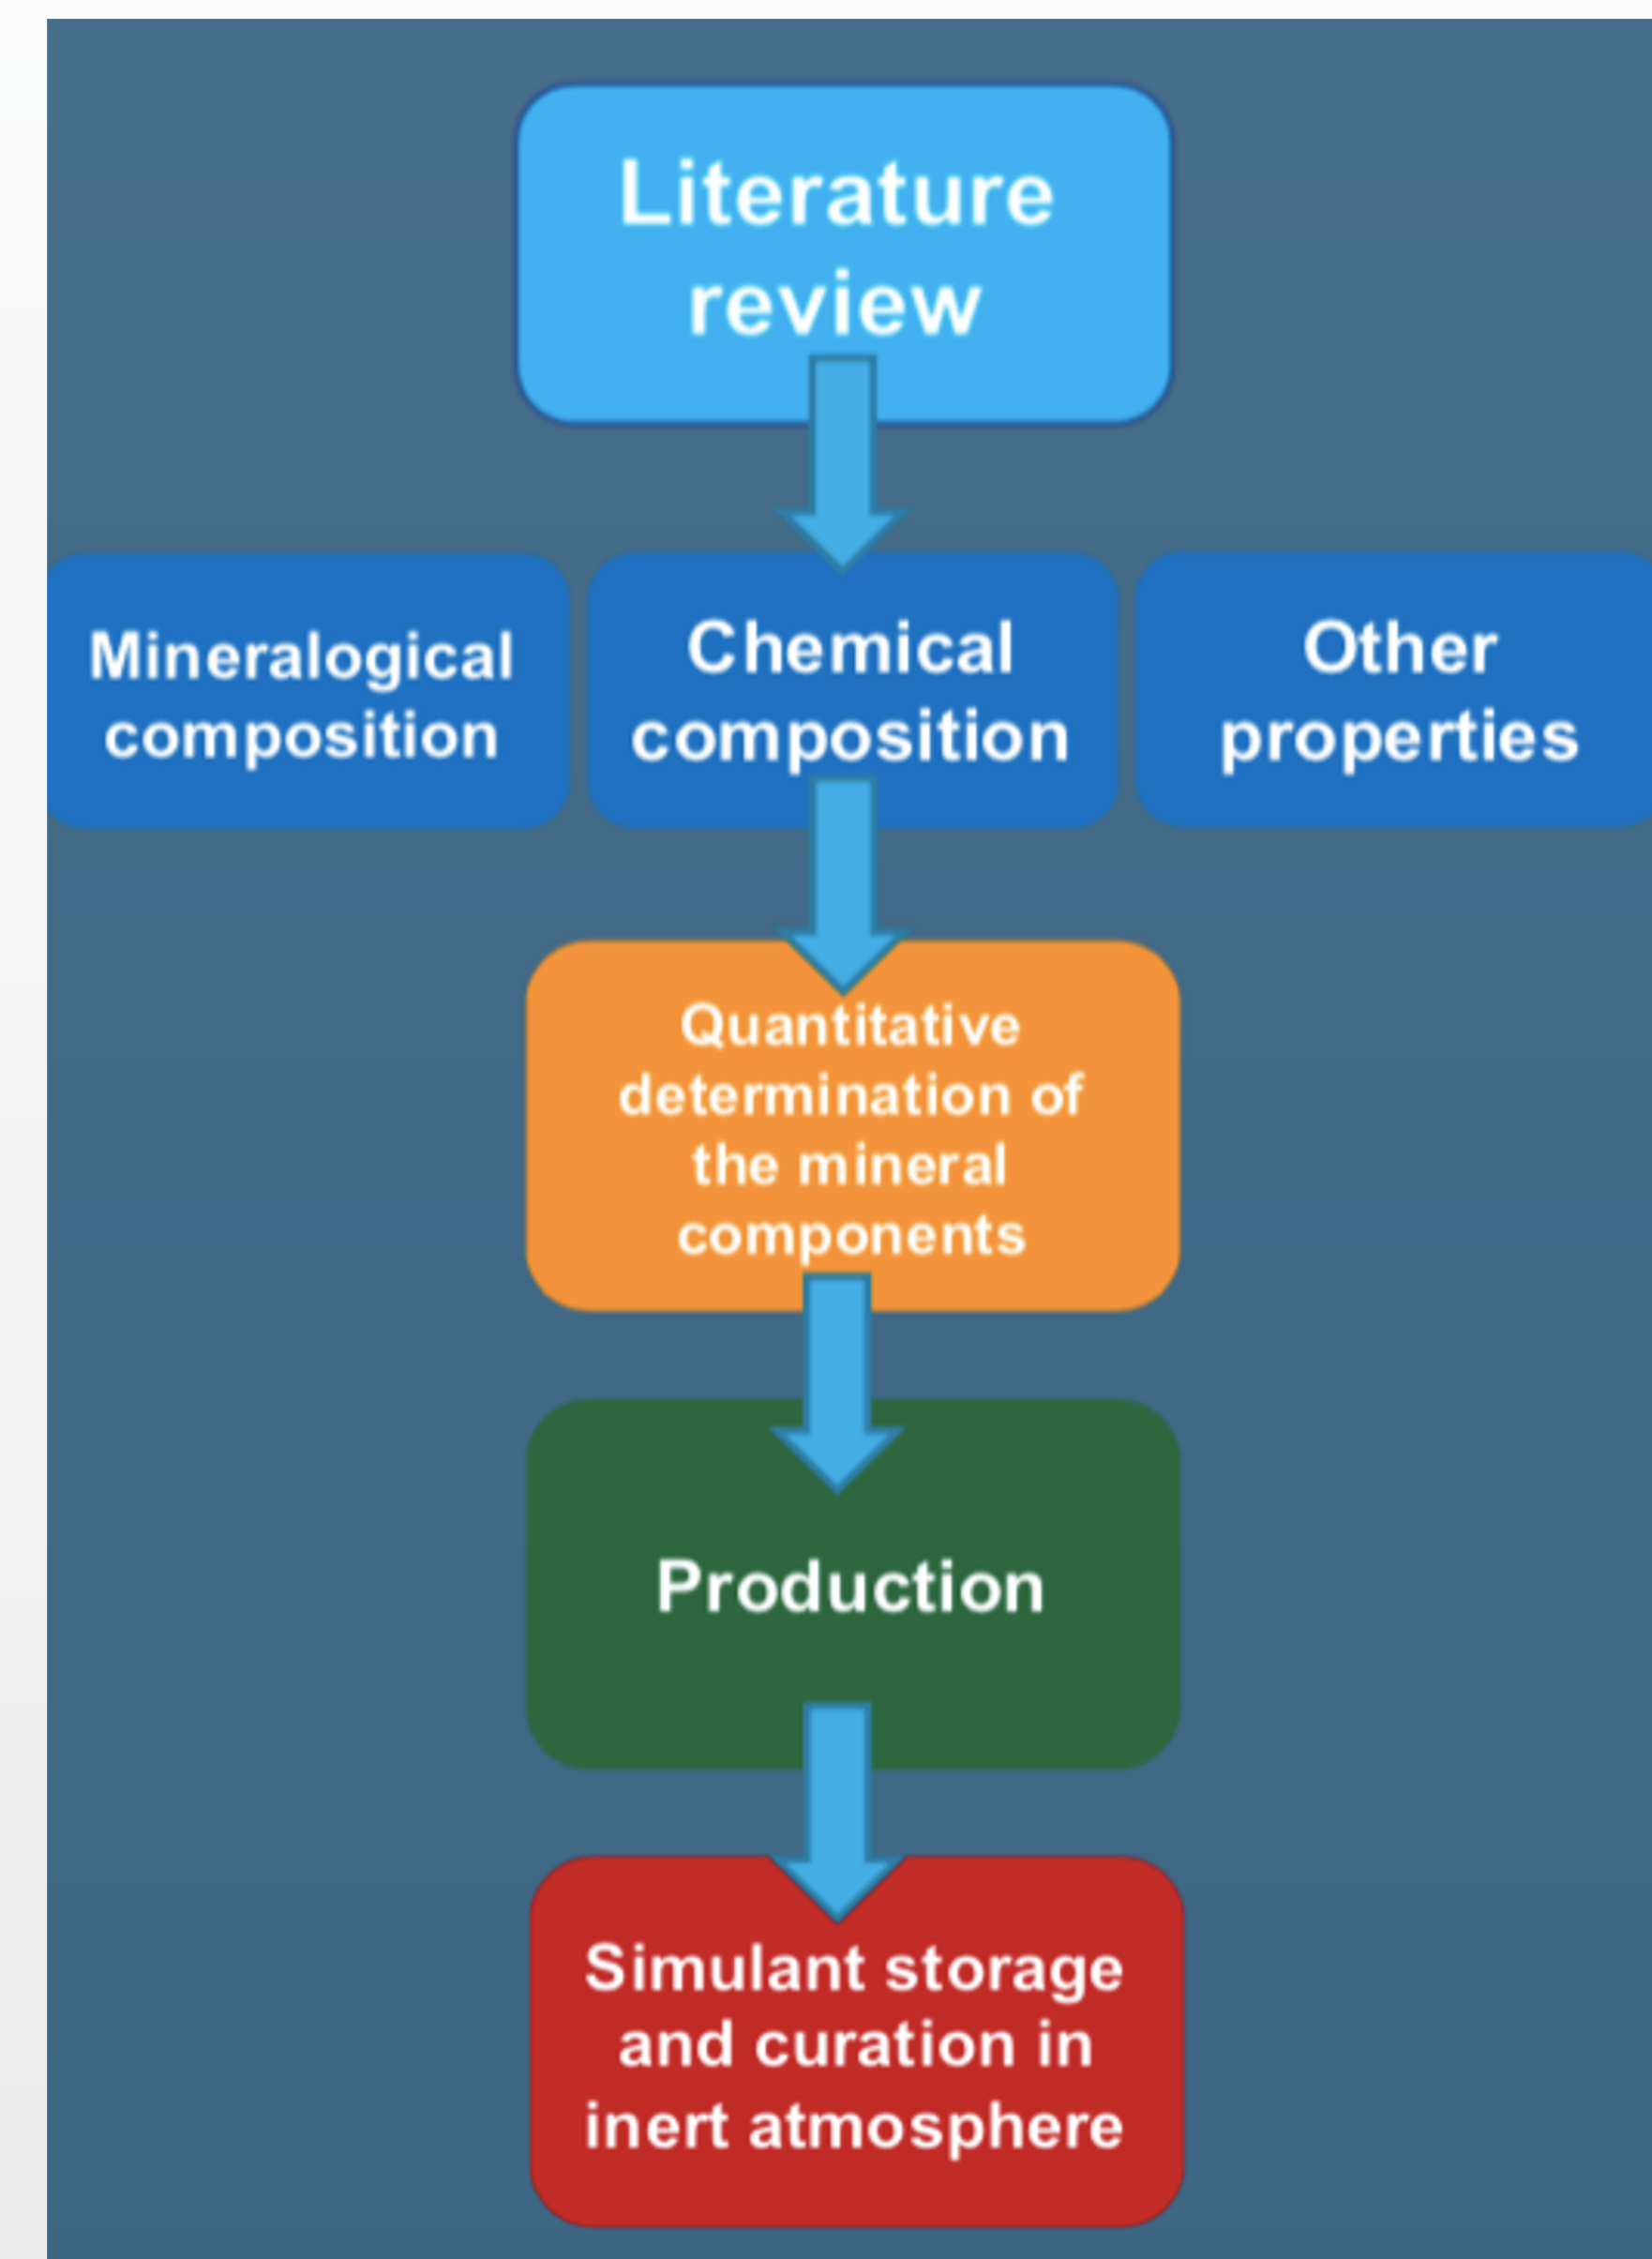 Literature
review
Mineralogical
composition
Chemical
composition
Other
properties
Quantitative
determination of
the mineral
components
Production
Simulant storage
and curation in
inert atmosphere